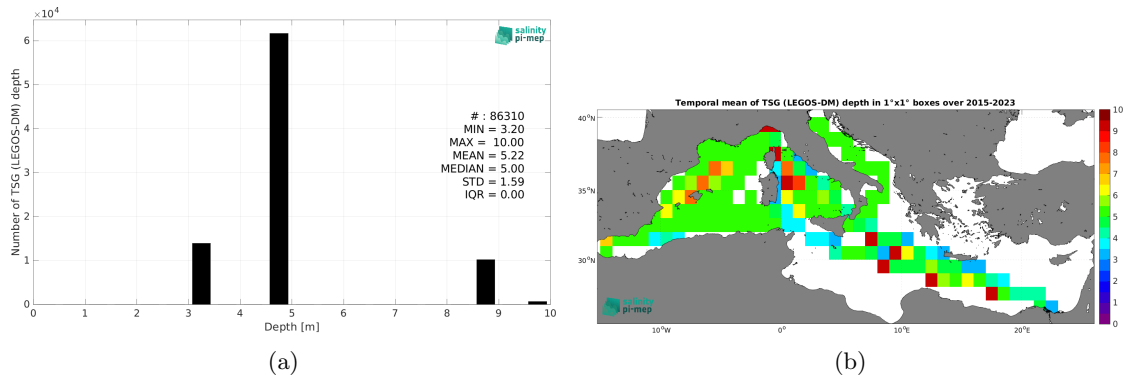 ×10⁴
6
5
4
3
2
1
0
Number of TSG (LEGOS-DM) depth
salinity
pi-mep
# : 86310
MIN = 3.20
MAX = 10.00
MEAN = 5.22
MEDIAN = 5.00
STD = 1.59
IQR = 0.00
0 1 2 3 4 5 6 7 8 9 10
Depth [m]
(a)
Temporal mean of TSG (LEGOS-DM) depth in 1°x1° boxes over 2015-2023
40°N
35°N
30°N
10°W 0° 10°E 20°E
salinity
pi-mep
10
9
8
7
6
5
4
3
2
1
0
(b)